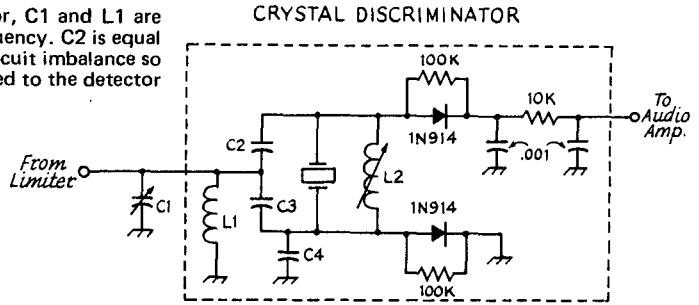 or, C1 and L1 are
quency. C2 is equal
cuit imbalance so
ed to the detector
CRYSTAL DISCRIMINATOR
100K
10K
To
Audio
Amp.
1N914
.001
C2
From
Limiter
L2
C1
L1
C3
1N914
C4
100K